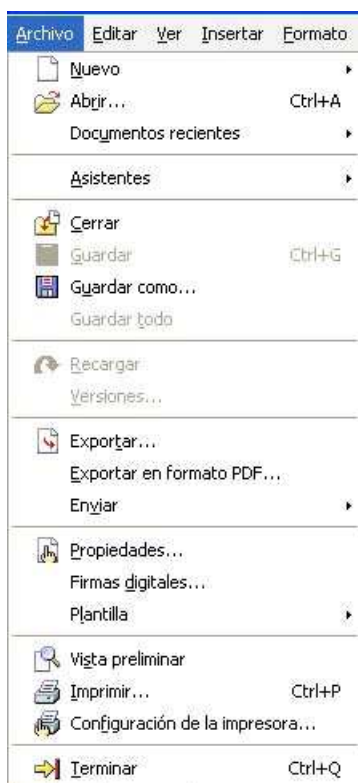 Archivo Editar Ver Insertar Formato
Nuevo
Abrir... Ctrl+A
Documentos recientes
Asistentes
Cerrar
Guardar Ctrl+G
Guardar como...
Guardar todo
Recargar
Versiones...
Exportar...
Exportar en formato PDF...
Enviar
Propiedades...
Firmas digitales...
Plantilla
Vista preliminar
Imprimir... Ctrl+P
Configuración de la impresora...
Terminar Ctrl+Q